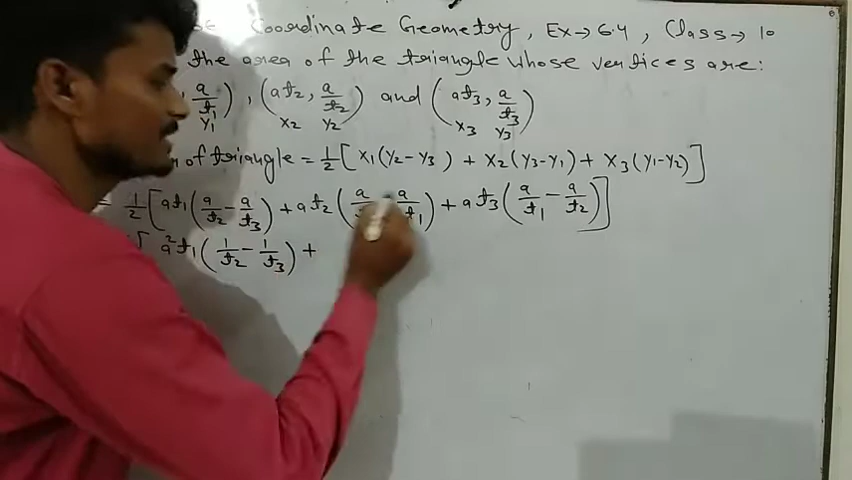 Coordinate Geometry, Ex→6.4, Class→10
the area of the triangle whose vertices are:
, a/t₁), (at₂, a/t₂) and (at₃, a/t₃)
y₁ x₂ y₂ x₃ y₃
of triangle = 1/2 [x₁(y₂-y₃) + x₂(y₃-y₁) + x₃(y₁-y₂)]
= 1/2 [at₁(a/t₂ - a/t₃) + at₂(a/ - a/t₁) + at₃(a/t₁ - a/t₂)]
[a²t₁(1/t₂ - 1/t₃) +